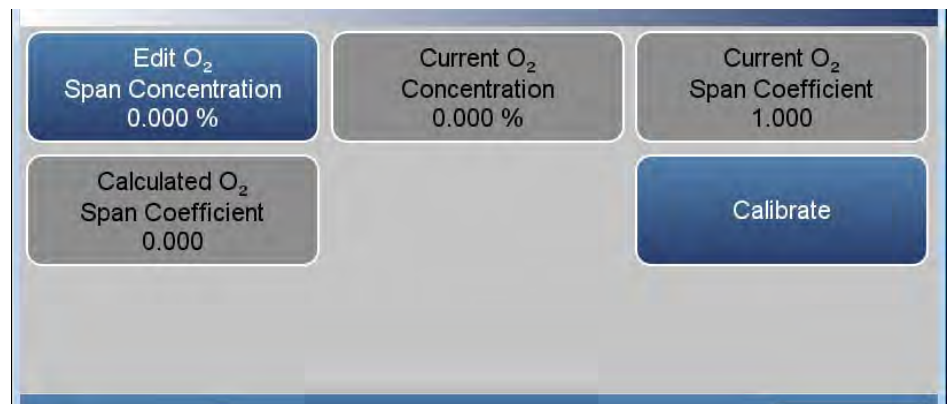 Edit O₂
Span Concentration
0.000 %
Current O₂
Concentration
0.000 %
Current O₂
Span Coefficient
1.000
Calculated O₂
Span Coefficient
0.000
Calibrate